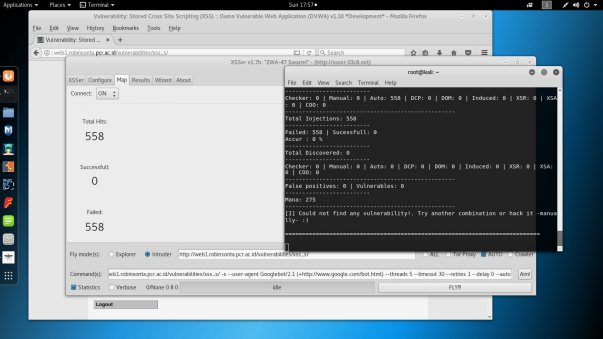 Applications Places Terminal Sun 17:57 1
Vulnerability: Stored Cross Site Scripting (XSS) :: Damn Vulnerable Web Application (DVWA) v1.10 *Development* - Mozilla Firefox
File Edit View History Bookmarks Tools Help
Vulnerability: Stored ...
web1.robinsonta.pcr.ac.id/vulnerabilities/xss_s/ Search
XSSer v1.7b: "ZiKA-47 Swarm!" - (http://xsser.03c8.net)
XSSer Configure Map Results Wizard About
Connect: ON
Total Hits:
558
Successful:
0
Failed:
558
root@kali: ~
File Edit View Search Terminal Help
---------------------------
Checker: 0 | Manual: 0 | Auto: 558 | DCP: 0 | DOM: 0 | Induced: 0 | XSR: 0 | XSA
: 0 | COO: 0
Total Injections: 558
---------------------------
Failed: 558 | Sucessfull: 0
Accur : 0 %
Total Discovered: 0
---------------------------
Checker: 0 | Manual: 0 | Auto: 0 | DCP: 0 | DOM: 0 | Induced: 0 | XSR: 0 | XSA:
0 | COO: 0
False positives: 0 | Vulnerables: 0
---------------------------
Mana: 275
[I] Could not find any vulnerability!. Try another combination or hack it -manua
lly- :)
Fly mode(s): Explorer Intruder http://web1.robinsonta.pcr.ac.id/vulnerabilities/xss_s/ ALL Tor Proxy AUTO Crawler
Command(s): eb1.robinsonta.pcr.ac.id/vulnerabilities/xss_s/ -s --user-agent Googlebot/2.1 (+http://www.google.com/bot.html) --threads 5 --timeout 30 --retries 1 --delay 0 --auto Aim!
Statistics Verbose 0/None 0 8 0 Idle FLY!!!
Logout